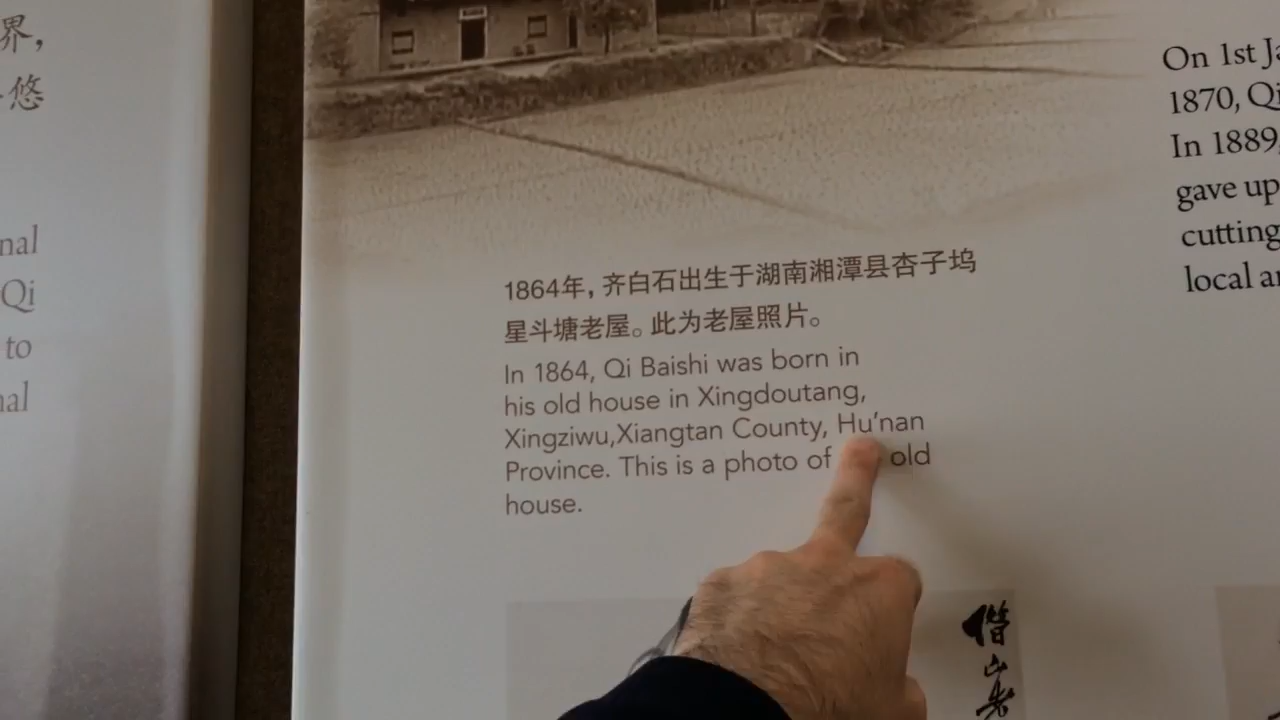 界，
悠
nal
Qi
to
nal
1864年，齐白石出生于湖南湘潭县杏子坞
星斗塘老屋。此为老屋照片。
In 1864, Qi Baishi was born in
his old house in Xingdoutang,
Xingziwu,Xiangtan County, Hu'nan
Province. This is a photo of old
house.
On 1st Ja
1870, Qi
In 1889,
gave up
cutting
local ar
借山老